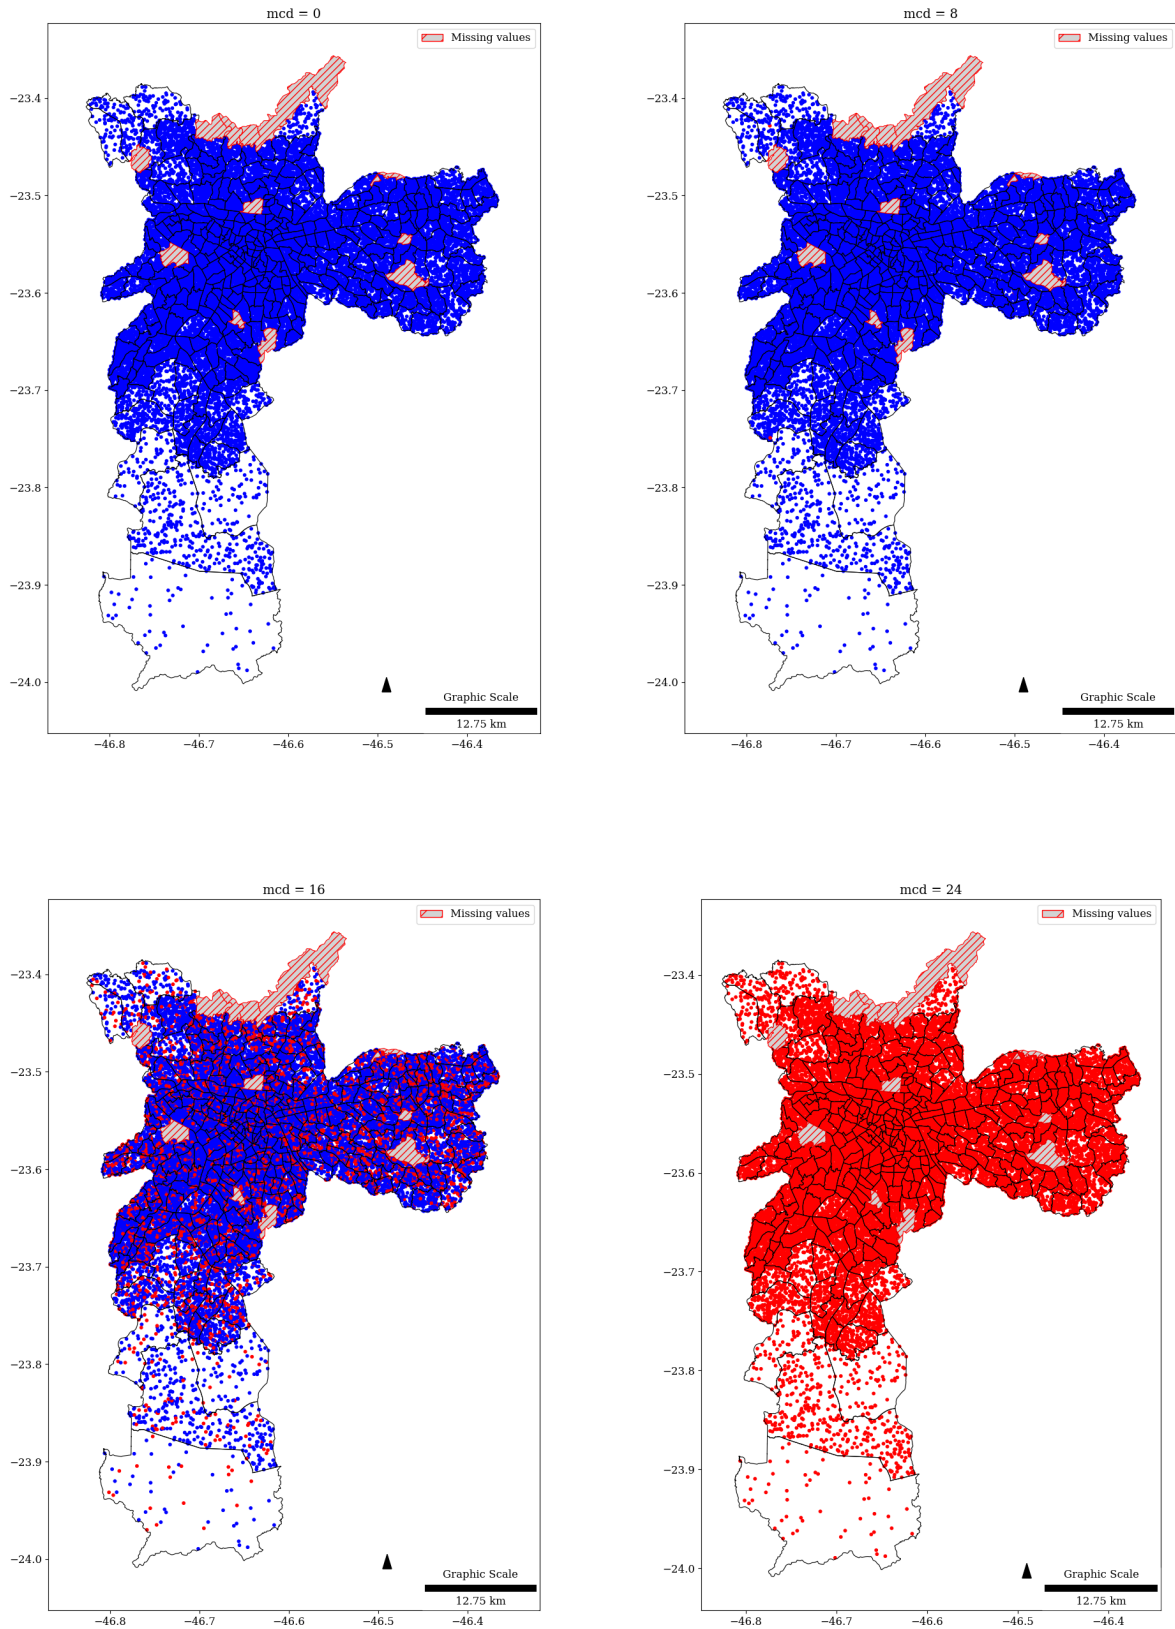 mcd = 0
Missing values
−23.4
−23.5
−23.6
−23.7
−23.8
−23.9
−24.0
Graphic Scale
12.75 km
−46.8 −46.7 −46.6 −46.5 −46.4
mcd = 8
Missing values
−23.4
−23.5
−23.6
−23.7
−23.8
−23.9
−24.0
Graphic Scale
12.75 km
−46.8 −46.7 −46.6 −46.5 −46.4
mcd = 16
Missing values
−23.4
−23.5
−23.6
−23.7
−23.8
−23.9
−24.0
Graphic Scale
12.75 km
−46.8 −46.7 −46.6 −46.5 −46.4
mcd = 24
Missing values
−23.4
−23.5
−23.6
−23.7
−23.8
−23.9
−24.0
Graphic Scale
12.75 km
−46.8 −46.7 −46.6 −46.5 −46.4